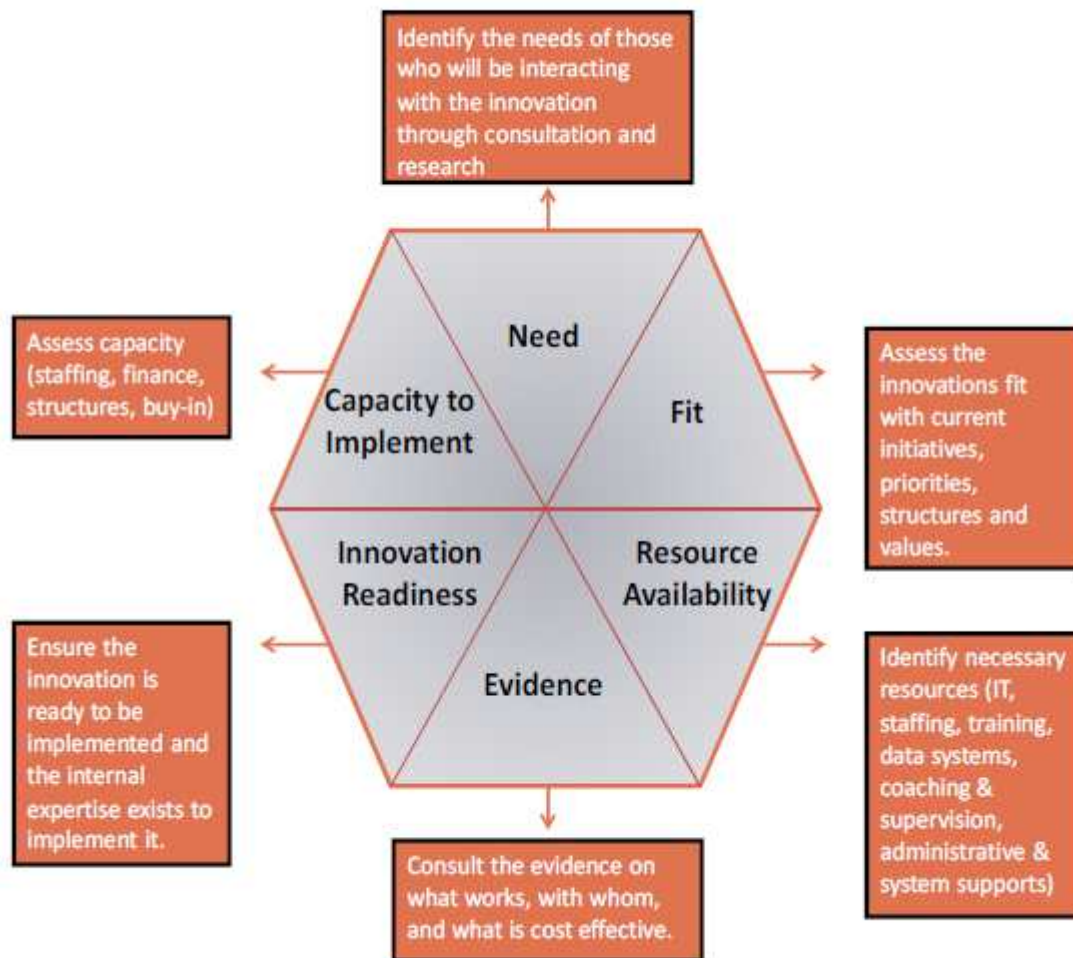 Identify the needs of those
who will be interacting
with the innovation
through consultation and
research
Need
Assess capacity
(staffing, finance,
structures, buy-in)
Capacity to
Implement
Fit
Assess the
innovations fit
with current
initiatives,
priorities,
structures and
values.
Innovation
Readiness
Resource
Availability
Ensure the
innovation is
ready to be
implemented and
the internal
expertise exists to
implement it.
Evidence
Identify necessary
resources (IT,
staffing, training,
data systems,
coaching &
supervision,
administrative &
system supports)
Consult the evidence on
what works, with whom,
and what is cost effective.